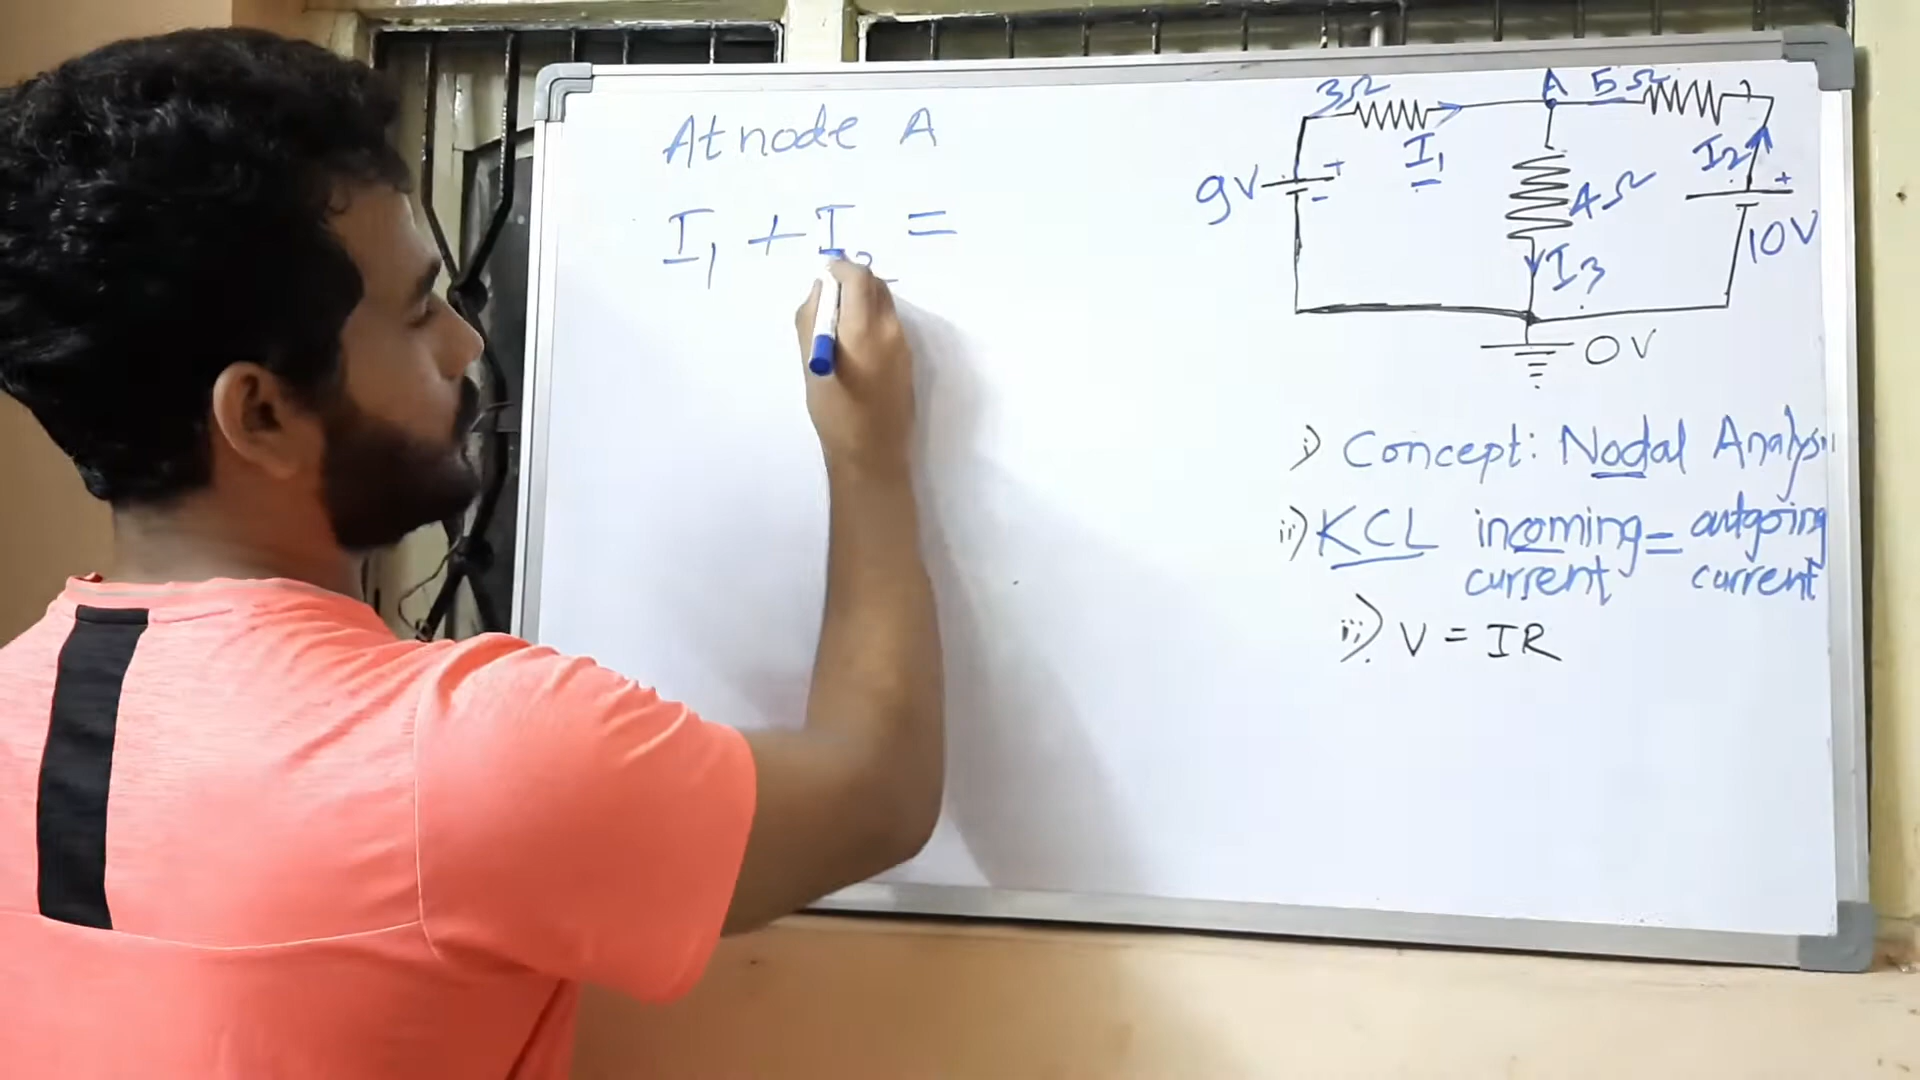 At node A
I₁ + I₂ =
3Ω A 5Ω
I₁ I₂
9V + - 4Ω +
10V
I₃
0V
i) Concept: Nodal Analysi
ii) KCL incoming = outgoing
current current
iii) V = IR